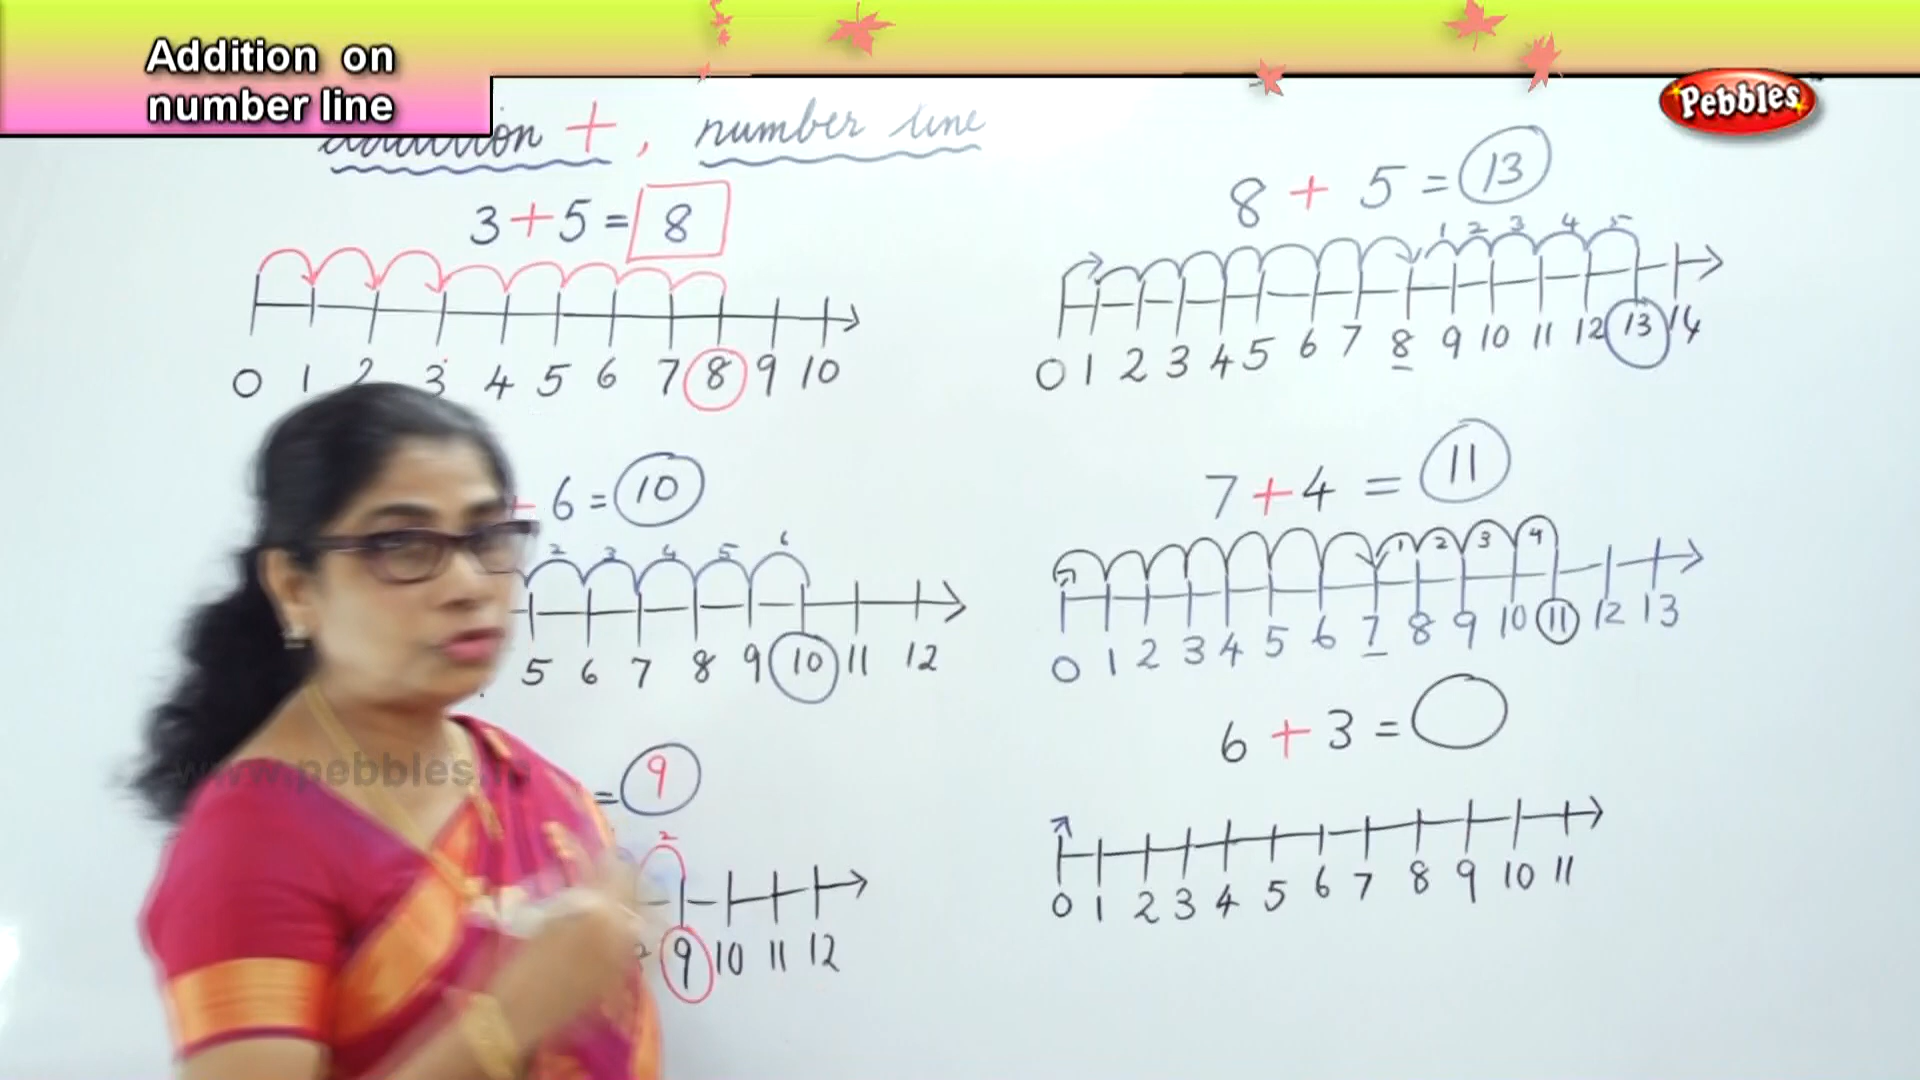 Addition on
number line
Pebbles
addition +, number line
3+5= 8
0 1 2 3 4 5 6 7 8 9 10
+ 6 = 10
2 3 4 5 6
5 6 7 8 9 10 11 12
www.pebbles.in
= 9
2
9 10 11 12
8 + 5 = 13
1 2 3 4 5
0 1 2 3 4 5 6 7 8 9 10 11 12 13 14
7+4 = 11
1 2 3 4
0 1 2 3 4 5 6 7 8 9 10 11 12 13
6 + 3 =
0 1 2 3 4 5 6 7 8 9 10 11